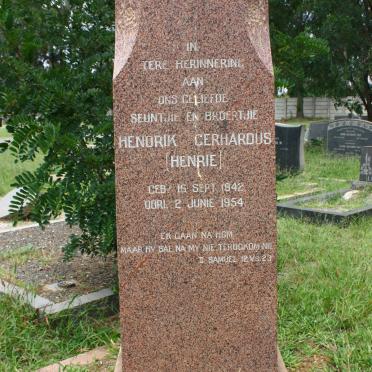 IN
TERE HERINNERING
AAN
ONS GELIEFDE
SEUNTJIE EN BROERTJIE
HENDRIK GERHARDUS
(HENRIE)
GEB. 15 SEPT. 1942
OORL. 2 JUNIE 1954
EK GAAN NA HOM
MAAR HY SAL NA MY NIE TERUGKOM NIE
II SAMUEL 12 VS 23